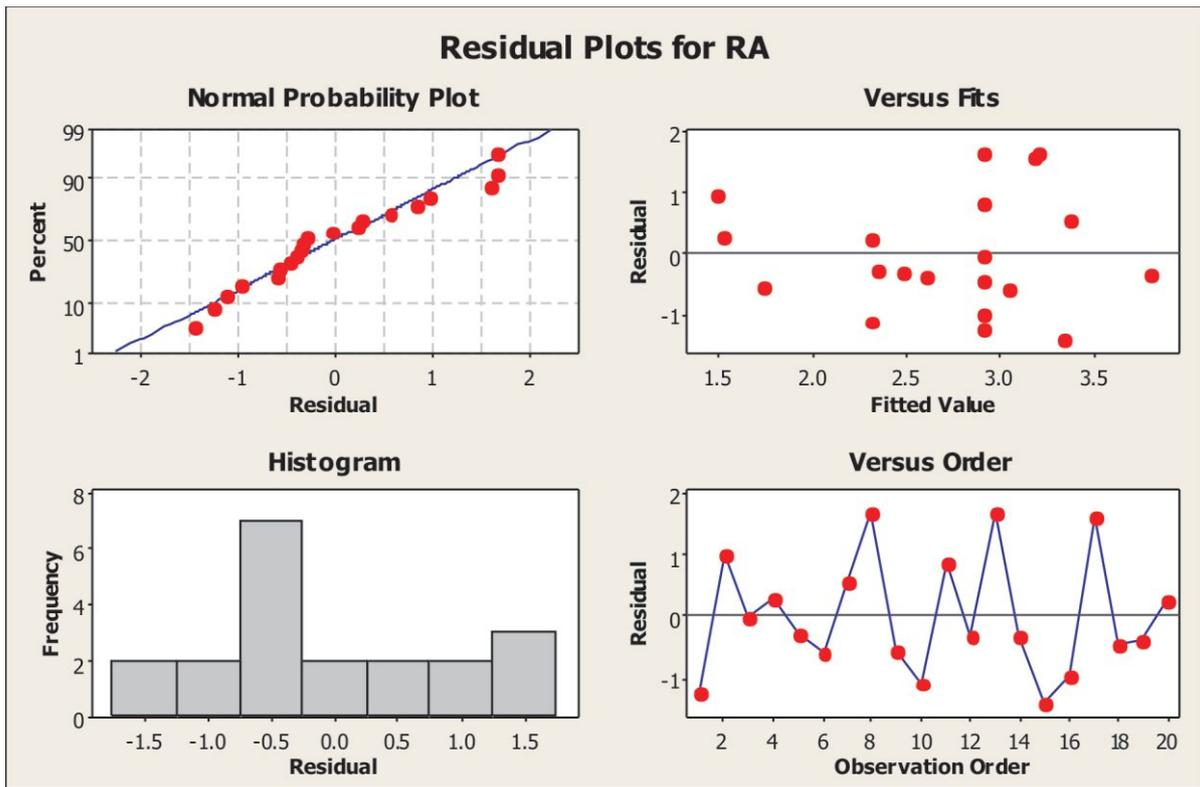 Residual Plots for RA
Normal Probability Plot
99
90
50
10
1
Percent
-2 -1 0 1 2
Residual
Versus Fits
2
1
0
-1
Residual
1.5 2.0 2.5 3.0 3.5
Fitted Value
Histogram
8
6
4
2
0
Frequency
-1.5 -1.0 -0.5 0.0 0.5 1.0 1.5
Residual
Versus Order
2
1
0
-1
Residual
2 4 6 8 10 12 14 16 18 20
Observation Order